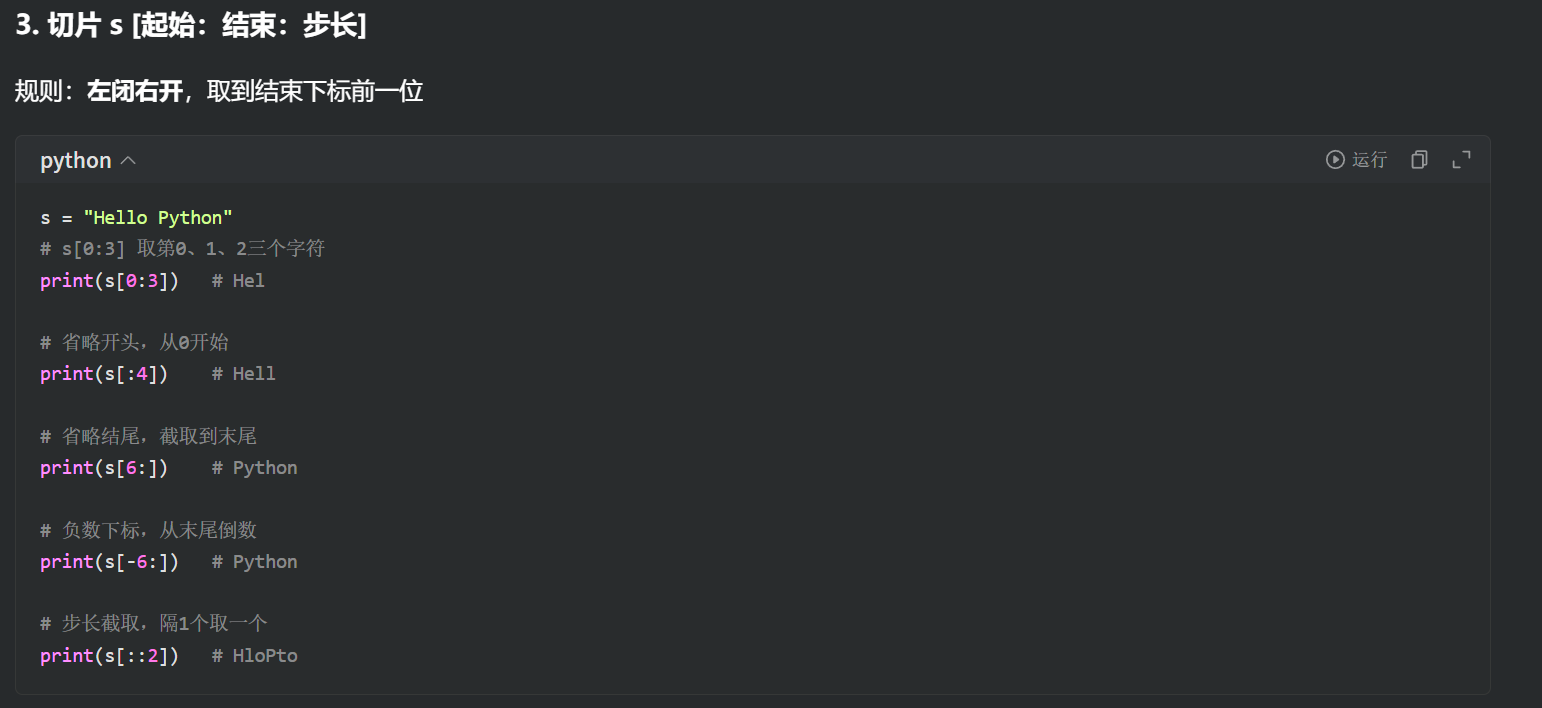 3. 切片 s [起始：结束：步长]
规则：左闭右开，取到结束下标前一位
python 运行
s = "Hello Python"
# s[0:3] 取第0、1、2三个字符
print(s[0:3])   # Hel
# 省略开头，从0开始
print(s[:4])    # Hell
# 省略结尾，截取到末尾
print(s[6:])    # Python
# 负数下标，从末尾倒数
print(s[-6:])   # Python
# 步长截取，隔1个取一个
print(s[::2])   # HloPto